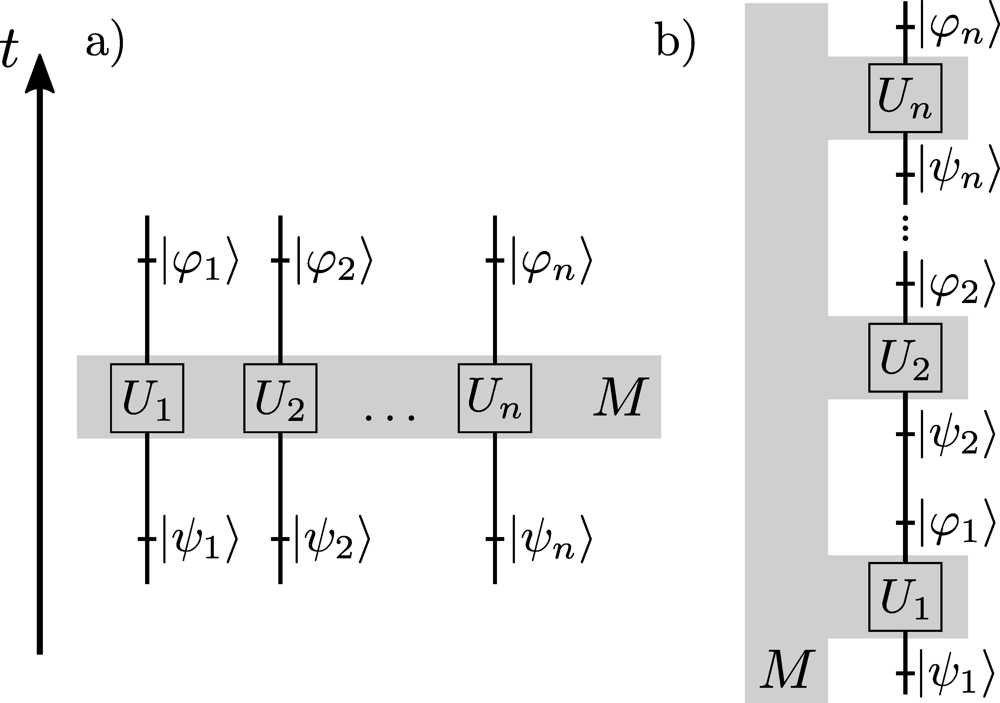 t a)
|φ₁⟩ |φ₂⟩ |φₙ⟩
U₁ U₂ … Uₙ M
|ψ₁⟩ |ψ₂⟩ |ψₙ⟩
b)
|φₙ⟩
Uₙ
|ψₙ⟩
⋮
|φ₂⟩
U₂
|ψ₂⟩
|φ₁⟩
U₁
M |ψ₁⟩